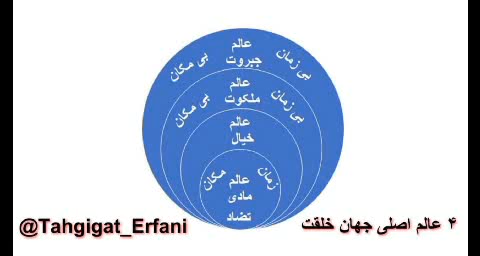 عالم
جبروت
بی مکان
بی زمان
عالم
ملکوت
بی مکان
بی زمان
عالم
خیال
مکان
زمان
عالم
مادی
تضاد
۴ عالم اصلی جهان خلقت
@Tahgigat_Erfani